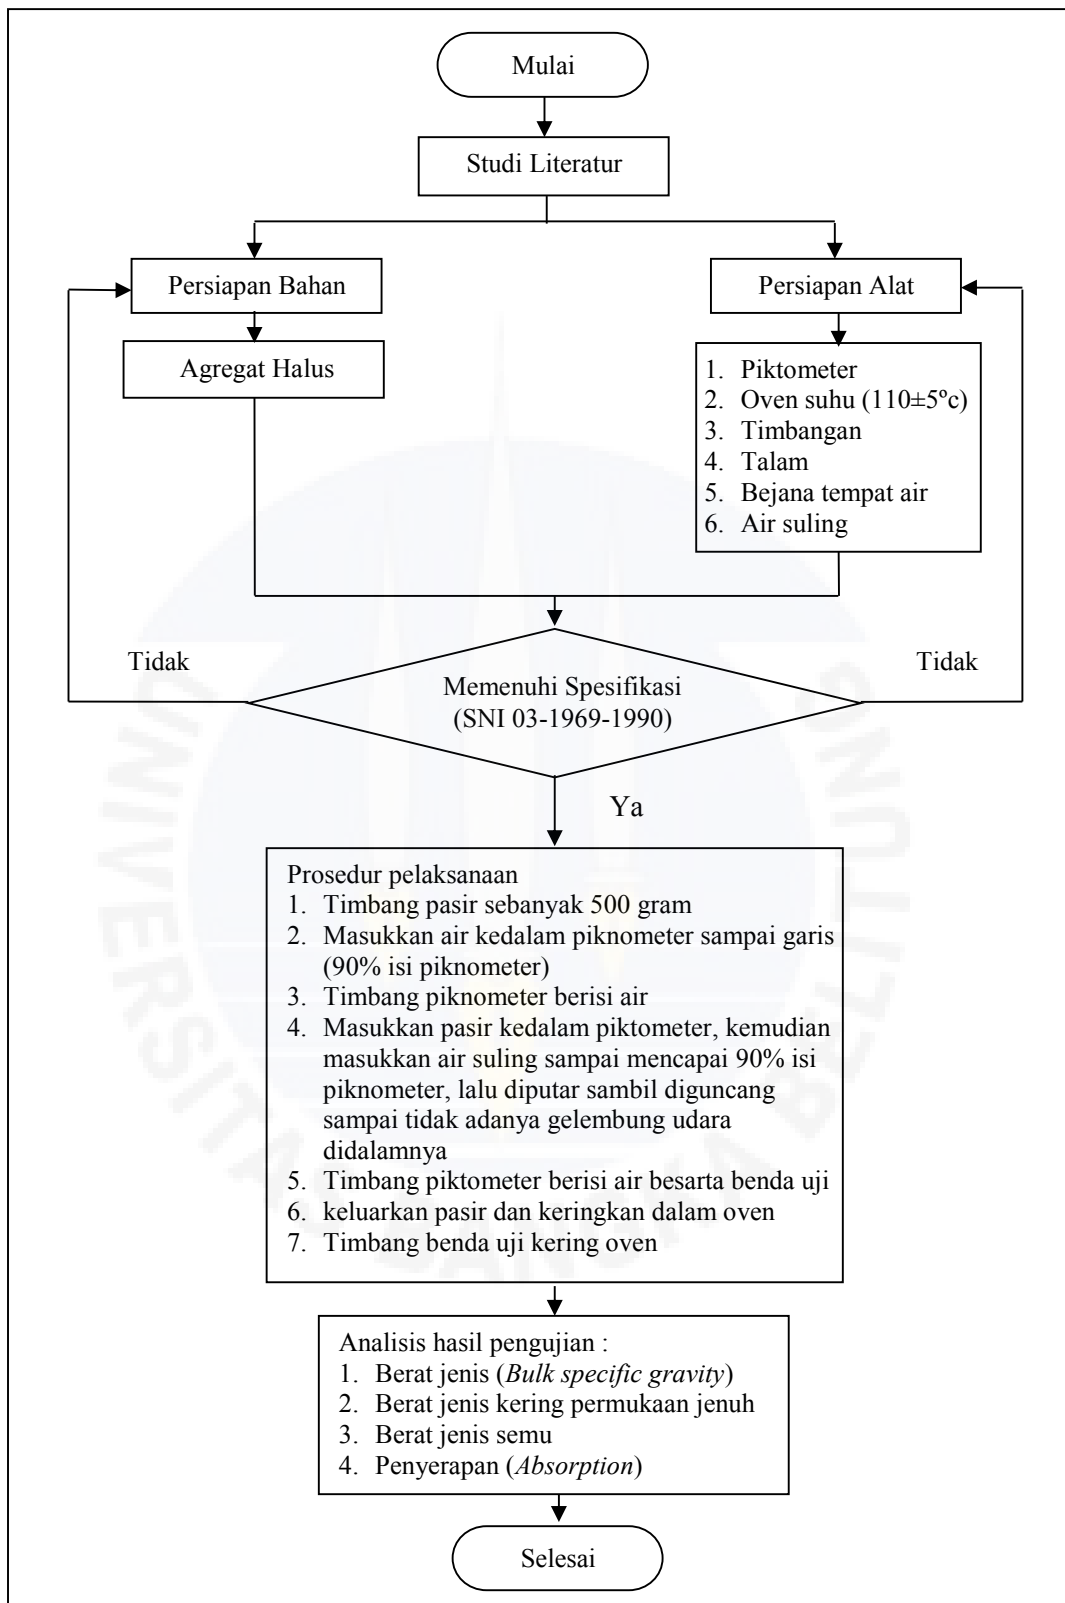 Mulai
Studi Literatur
Persiapan Bahan
Persiapan Alat
Agregat Halus
1. Piktometer
2. Oven suhu (110±5ºc)
3. Timbangan
4. Talam
5. Bejana tempat air
6. Air suling
Tidak
Tidak
Memenuhi Spesifikasi
(SNI 03-1969-1990)
Ya
Prosedur pelaksanaan
1. Timbang pasir sebanyak 500 gram
2. Masukkan air kedalam piknometer sampai garis
(90% isi piknometer)
3. Timbang piknometer berisi air
4. Masukkan pasir kedalam piktometer, kemudian
masukkan air suling sampai mencapai 90% isi
piknometer, lalu diputar sambil diguncang
sampai tidak adanya gelembung udara
didalamnya
5. Timbang piktometer berisi air besarta benda uji
6. keluarkan pasir dan keringkan dalam oven
7. Timbang benda uji kering oven
Analisis hasil pengujian :
1. Berat jenis (Bulk specific gravity)
2. Berat jenis kering permukaan jenuh
3. Berat jenis semu
4. Penyerapan (Absorption)
Selesai
UNIVERSITAS BANGKA BELITUNG